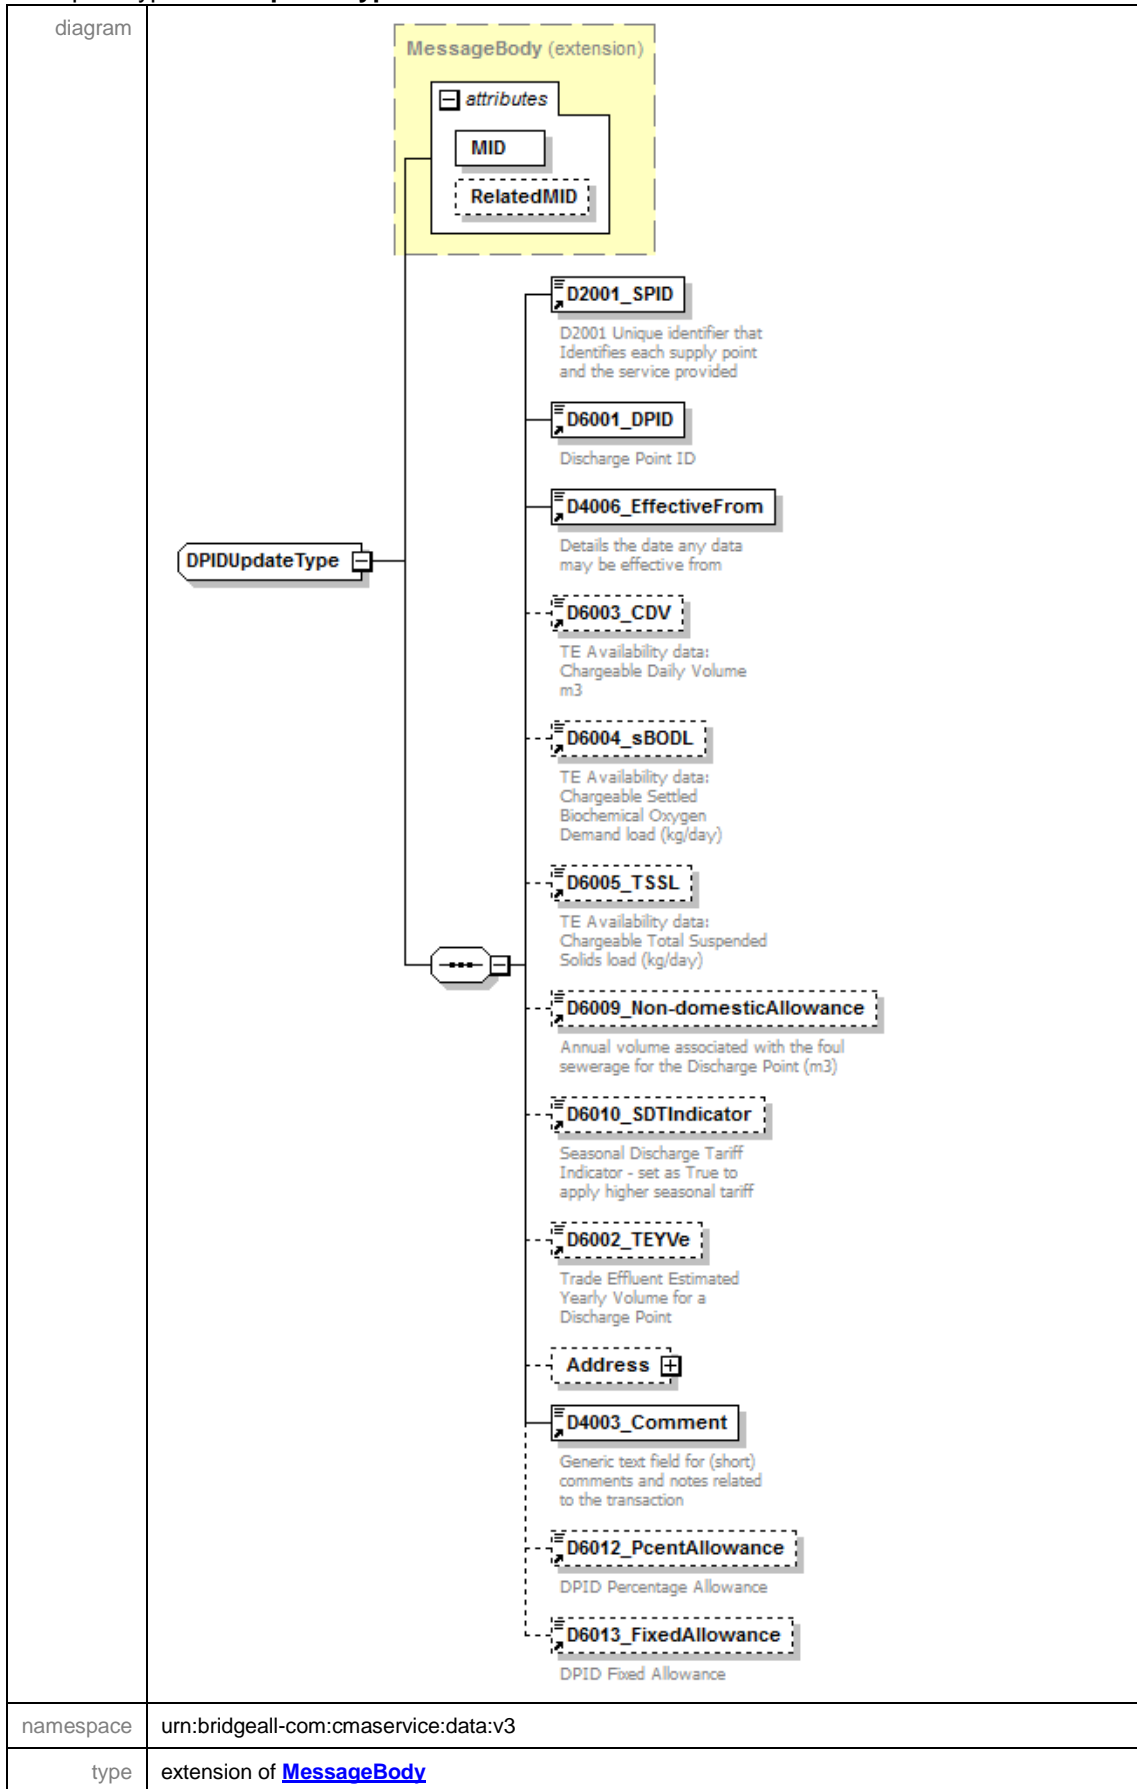 diagram
MessageBody (extension)
attributes
MID
RelatedMID
D2001_SPID
D2001 Unique identifier that
Identifies each supply point
and the service provided
D6001_DPID
Discharge Point ID
D4006_EffectiveFrom
Details the date any data
may be effective from
DPIDUpdateType
D6003_CDV
TE Availability data:
Chargeable Daily Volume
m3
D6004_sBODL
TE Availability data:
Chargeable Settled
Biochemical Oxygen
Demand load (kg/day)
D6005_TSSL
TE Availability data:
Chargeable Total Suspended
Solids load (kg/day)
D6009_Non-domesticAllowance
Annual volume associated with the foul
sewerage for the Discharge Point (m3)
D6010_SDTIndicator
Seasonal Discharge Tariff
Indicator - set as True to
apply higher seasonal tariff
D6002_TEYVe
Trade Effluent Estimated
Yearly Volume for a
Discharge Point
Address
D4003_Comment
Generic text field for (short)
comments and notes related
to the transaction
D6012_PcentAllowance
DPID Percentage Allowance
D6013_FixedAllowance
DPID Fixed Allowance
namespace urn:bridgeall-com:cmaservice:data:v3
type extension of MessageBody